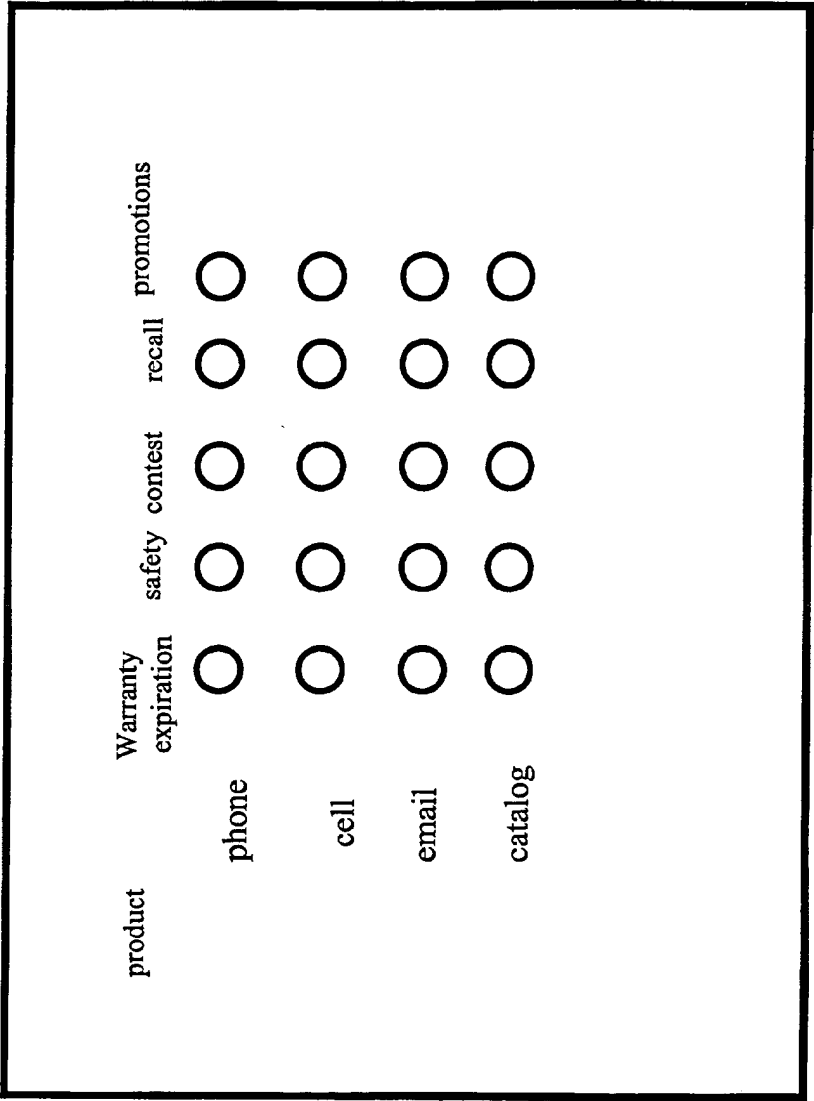 product
Warranty
expiration
safety
contest
recall
promotions
phone
cell
email
catalog